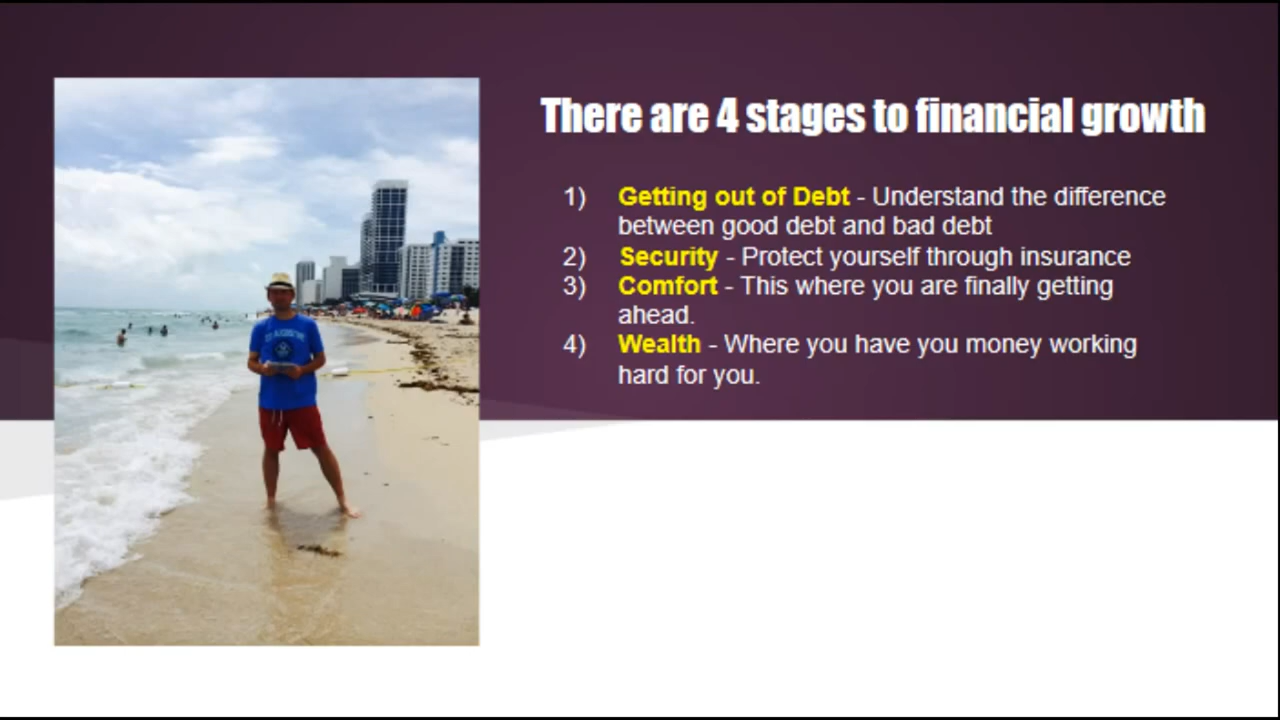 There are 4 stages to financial growth
1) Getting out of Debt - Understand the difference
between good debt and bad debt
2) Security - Protect yourself through insurance
3) Comfort - This where you are finally getting
ahead.
4) Wealth - Where you have you money working
hard for you.